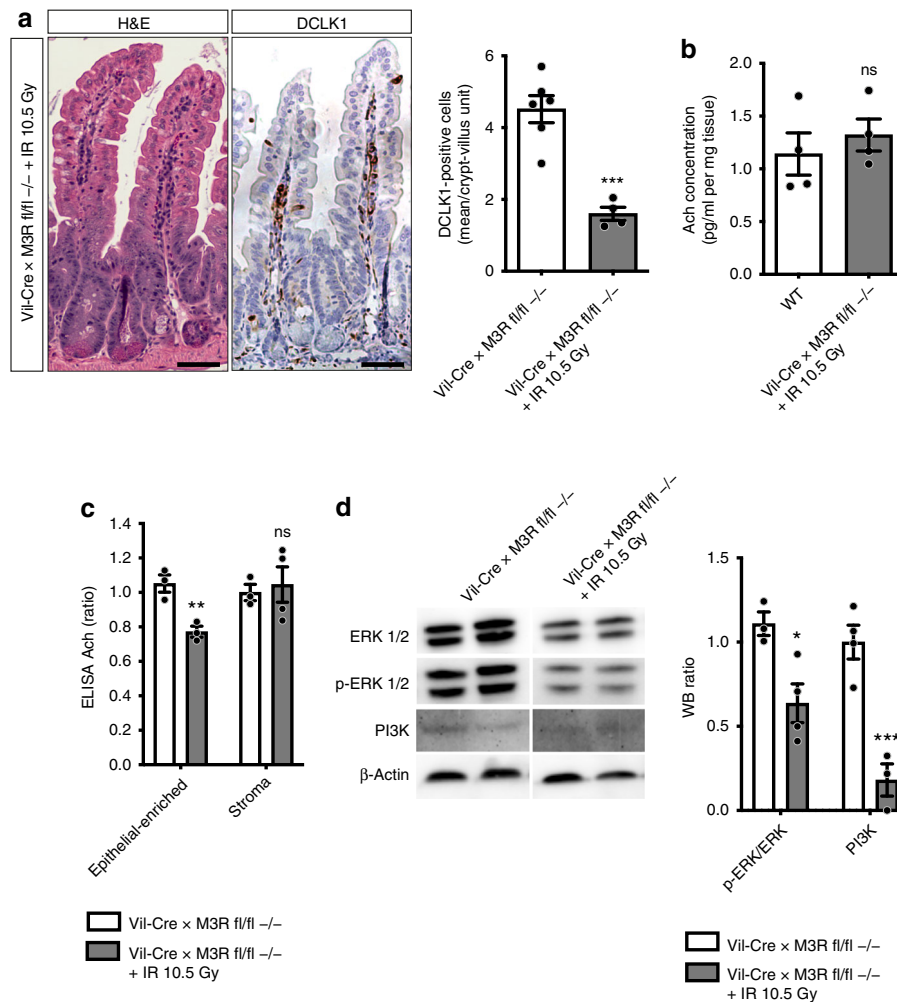 a
H&E
DCLK1
Vil-Cre × M3R fl/fl –/– + IR 10.5 Gy
DCLK1-positive cells
(mean/crypt-villus unit)
6
4
2
0
***
Vil-Cre × M3R fl/fl –/–
Vil-Cre × M3R fl/fl –/–
+ IR 10.5 Gy
b
Ach concentration
(pg/ml per mg tissue)
2.0
1.5
1.0
0.5
0.0
ns
WT
Vil-Cre × M3R fl/fl –/–
+ IR 10.5 Gy
c
ELISA Ach (ratio)
1.4
1.2
1.0
0.8
0.6
0.4
0.2
0.0
**
ns
Epithelial-enriched
Stroma
Vil-Cre × M3R fl/fl –/–
Vil-Cre × M3R fl/fl –/–
+ IR 10.5 Gy
d
Vil-Cre × M3R fl/fl –/–
Vil-Cre × M3R fl/fl –/–
+ IR 10.5 Gy
ERK 1/2
p-ERK 1/2
PI3K
β-Actin
WB ratio
1.0
0.5
0.0
*
***
p-ERK/ERK
PI3K
Vil-Cre × M3R fl/fl –/–
Vil-Cre × M3R fl/fl –/–
+ IR 10.5 Gy